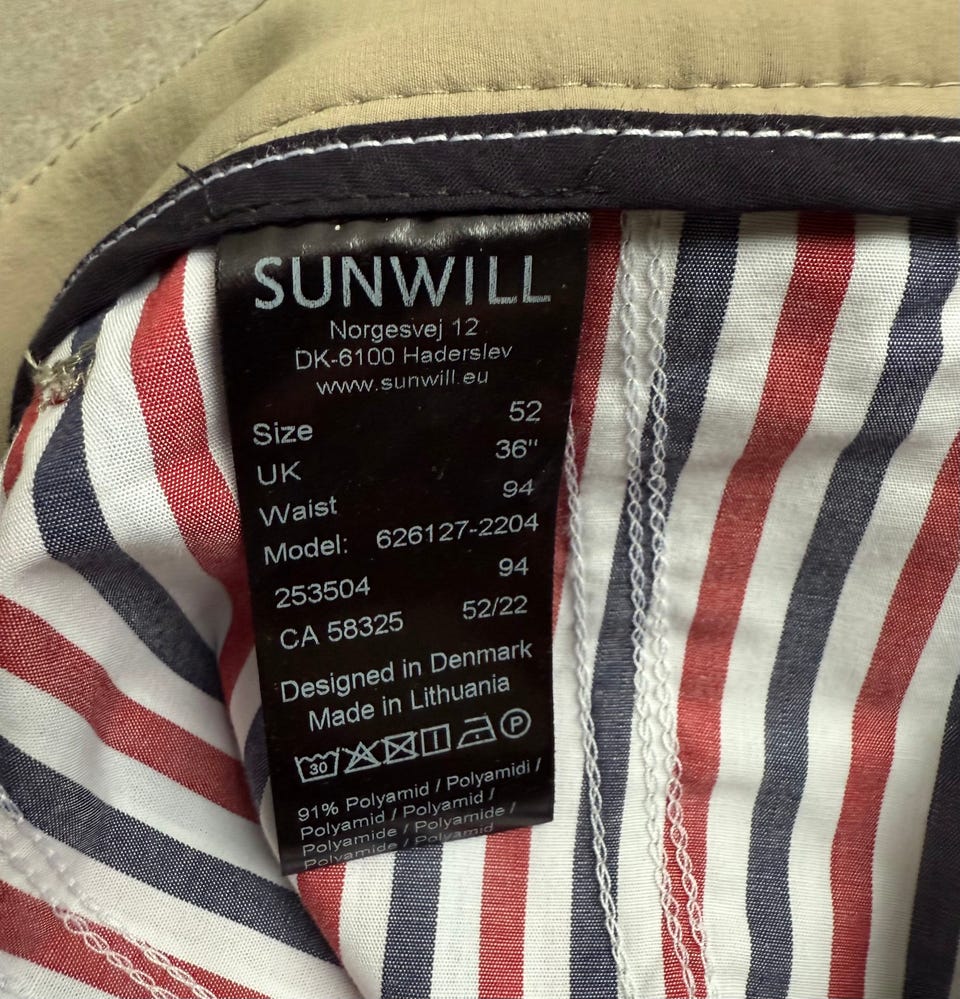 SUNWILL
Norgesvej 12
DK-6100 Haderslev
www.sunwill.eu
Size 52
UK 36"
Waist 94
Model: 626127-2204
253504 94
CA 58325 52/22
Designed in Denmark
Made in Lithuania
30 P
91% Polyamid / Polyamidi /
Polyamid / Polyamid /
Polyamide / Polyamide /
Polyamide / Polyamid